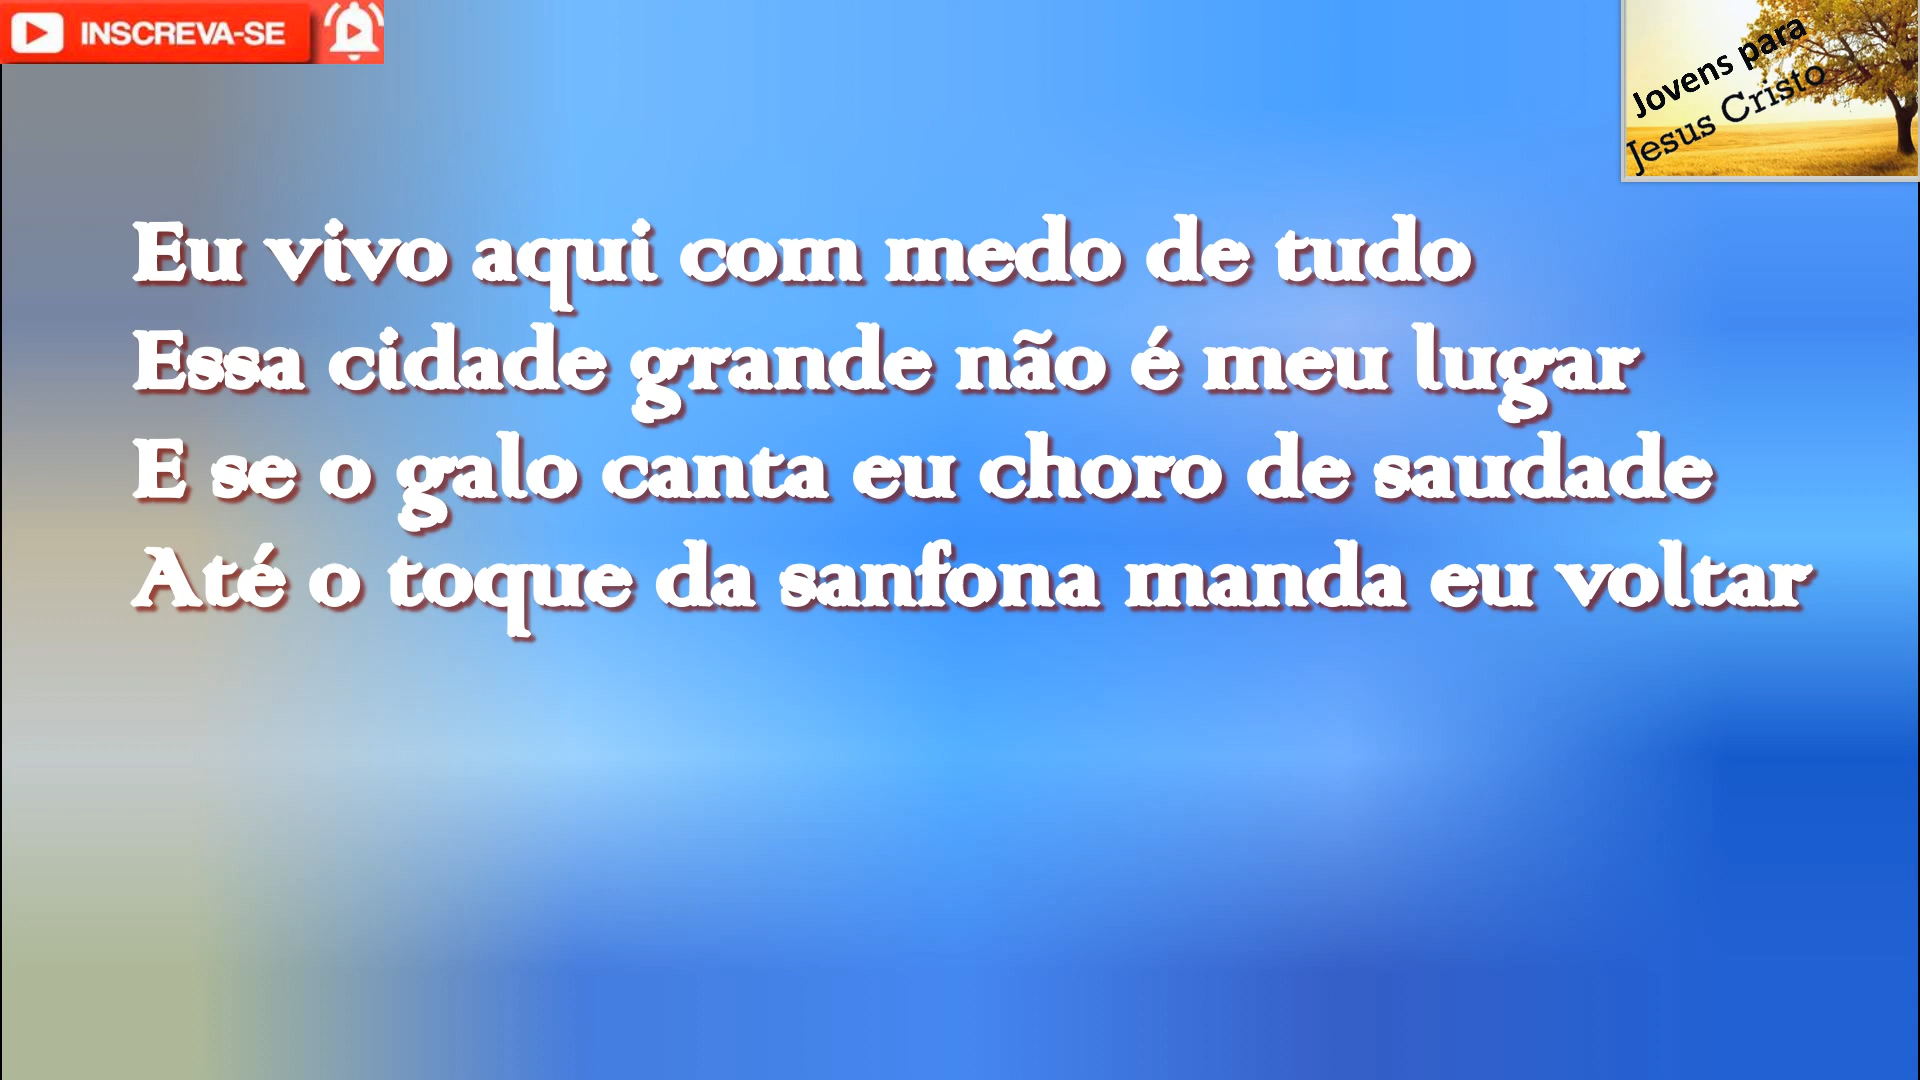 INSCREVA-SE
Jovens para
Jesus Cristo
Eu vivo aqui com medo de tudo
Essa cidade grande não é meu lugar
E se o galo canta eu choro de saudade
Até o toque da sanfona manda eu voltar